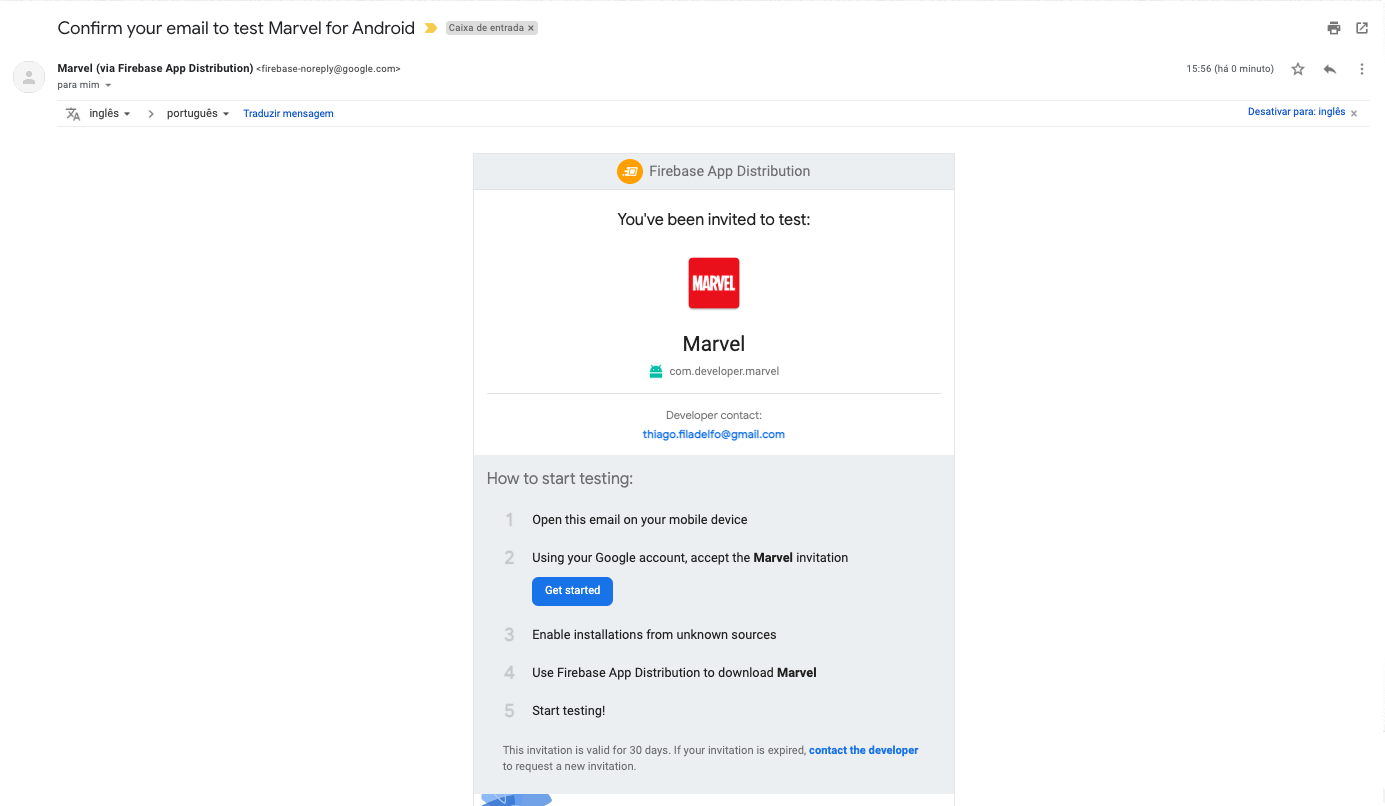 Confirm your email to test Marvel for Android
Caixa de entrada ×
Marvel (via Firebase App Distribution) <firebase-noreply@google.com>
15:56 (há 0 minuto)
para mim
inglês
português
Traduzir mensagem
Desativar para: inglês ×
Firebase App Distribution
You've been invited to test:
MARVEL
Marvel
com.developer.marvel
Developer contact:
thiago.filadelfo@gmail.com
How to start testing:
1 Open this email on your mobile device
2 Using your Google account, accept the Marvel invitation
Get started
3 Enable installations from unknown sources
4 Use Firebase App Distribution to download Marvel
5 Start testing!
This invitation is valid for 30 days. If your invitation is expired, contact the developer
to request a new invitation.